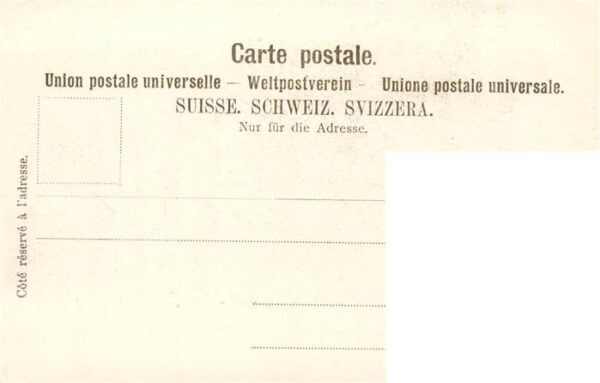 Carte postale.
Union postale universelle — Weltpostverein — Unione postale universale.
SUISSE. SCHWEIZ. SVIZZERA.
Nur für die Adresse.
Côté réservé à l'adresse.